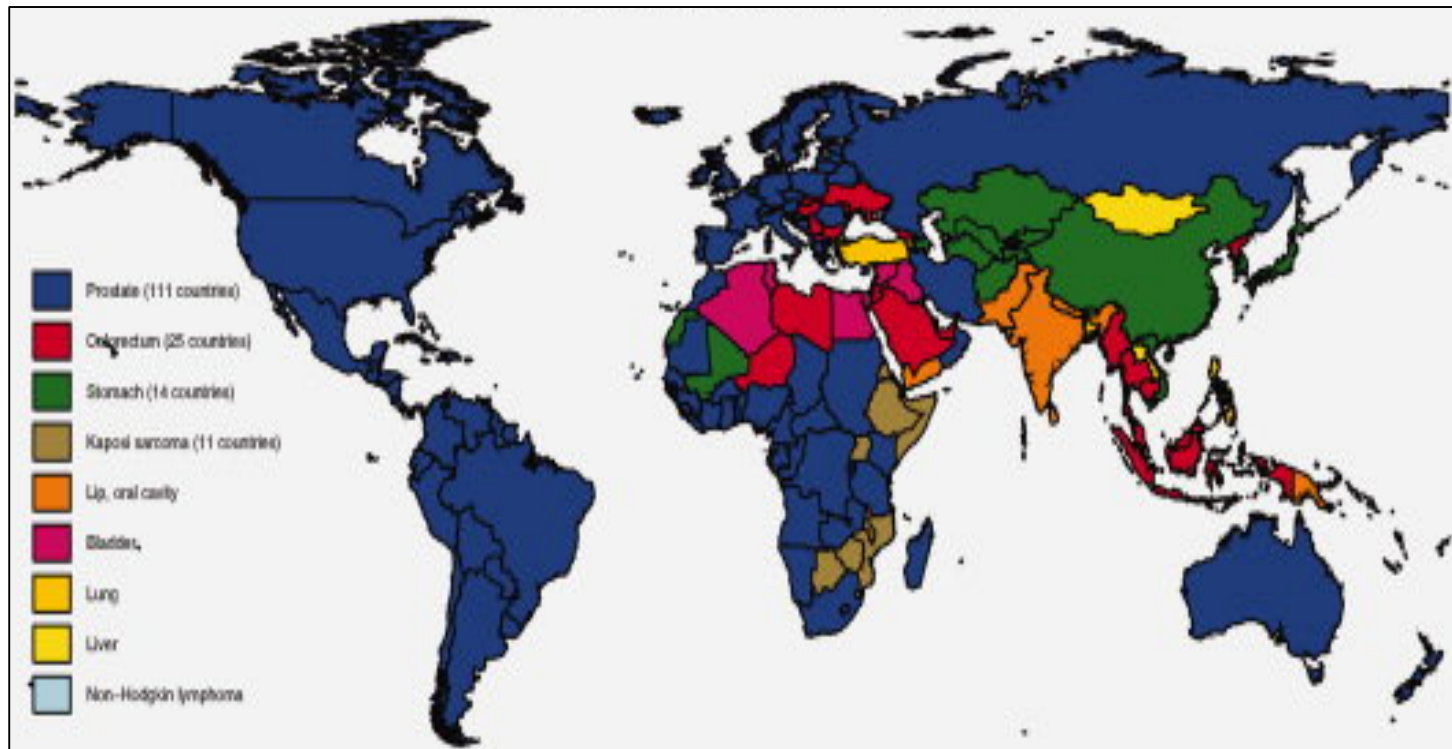 Prostate (111 countries)
Colorectum (25 countries)
Stomach (14 countries)
Kaposi sarcoma (11 countries)
Lip, oral cavity
Bladder
Lung
Liver
Non-Hodgkin lymphoma